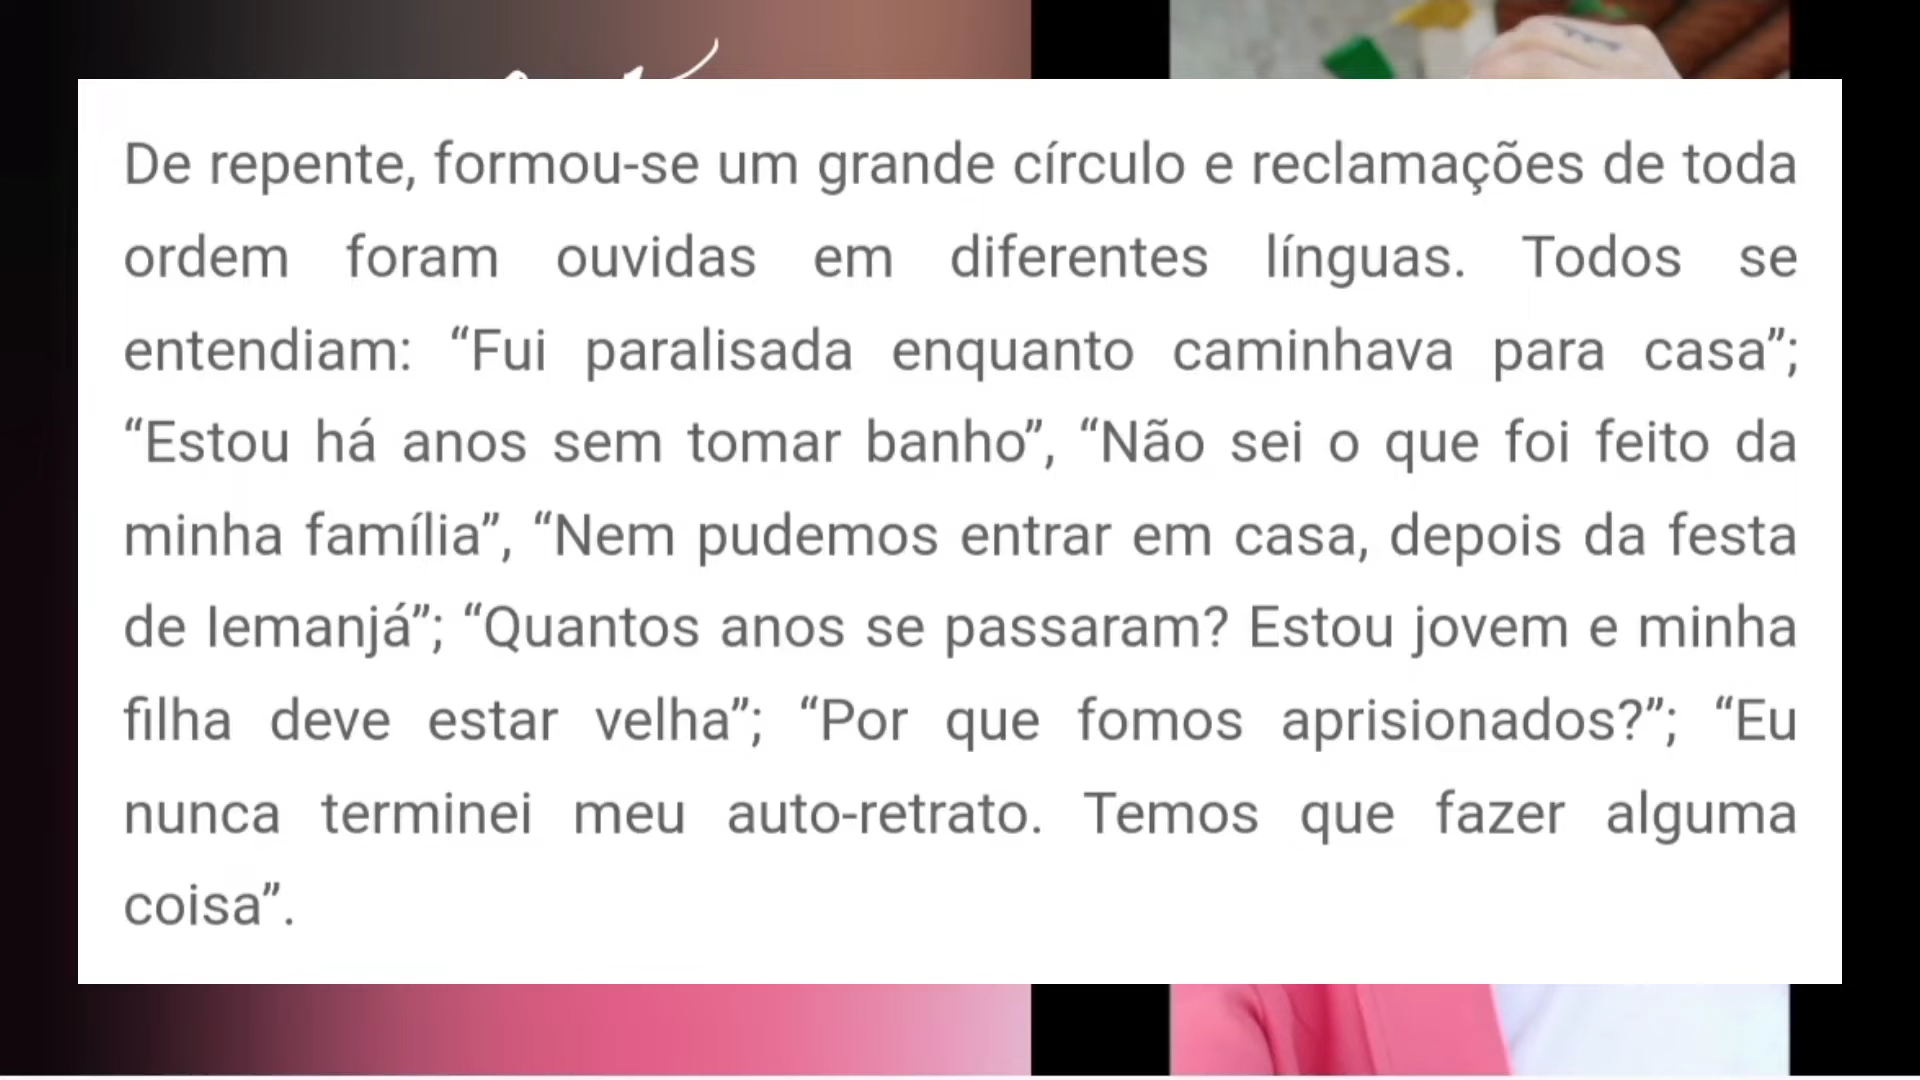 De repente, formou-se um grande círculo e reclamações de toda
ordem foram ouvidas em diferentes línguas. Todos se
entendiam: “Fui paralisada enquanto caminhava para casa”;
“Estou há anos sem tomar banho”, “Não sei o que foi feito da
minha família”, “Nem pudemos entrar em casa, depois da festa
de Iemanjá”; “Quantos anos se passaram? Estou jovem e minha
filha deve estar velha”; “Por que fomos aprisionados?”; “Eu
nunca terminei meu auto-retrato. Temos que fazer alguma
coisa”.